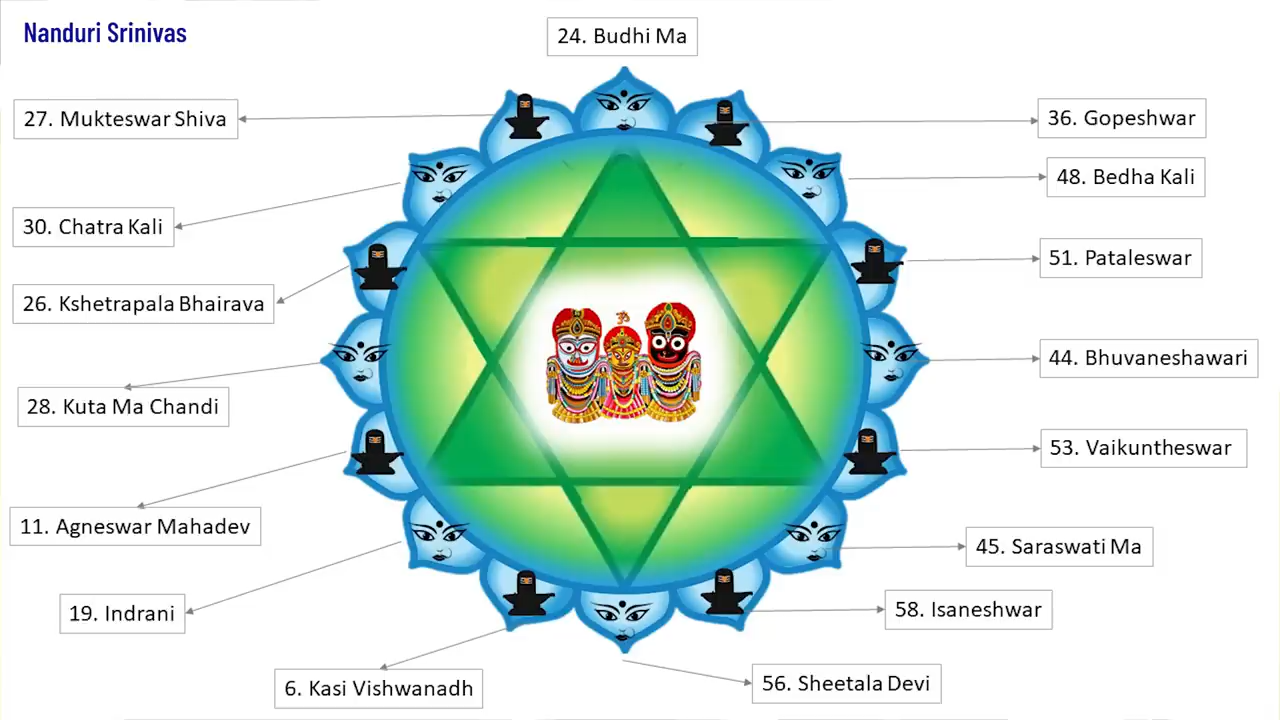 Nanduri Srinivas
24. Budhi Ma
27. Mukteswar Shiva
36. Gopeshwar
48. Bedha Kali
30. Chatra Kali
51. Pataleswar
26. Kshetrapala Bhairava
ॐ
44. Bhuvaneshawari
28. Kuta Ma Chandi
53. Vaikuntheswar
11. Agneswar Mahadev
45. Saraswati Ma
19. Indrani
58. Isaneshwar
6. Kasi Vishwanadh
56. Sheetala Devi